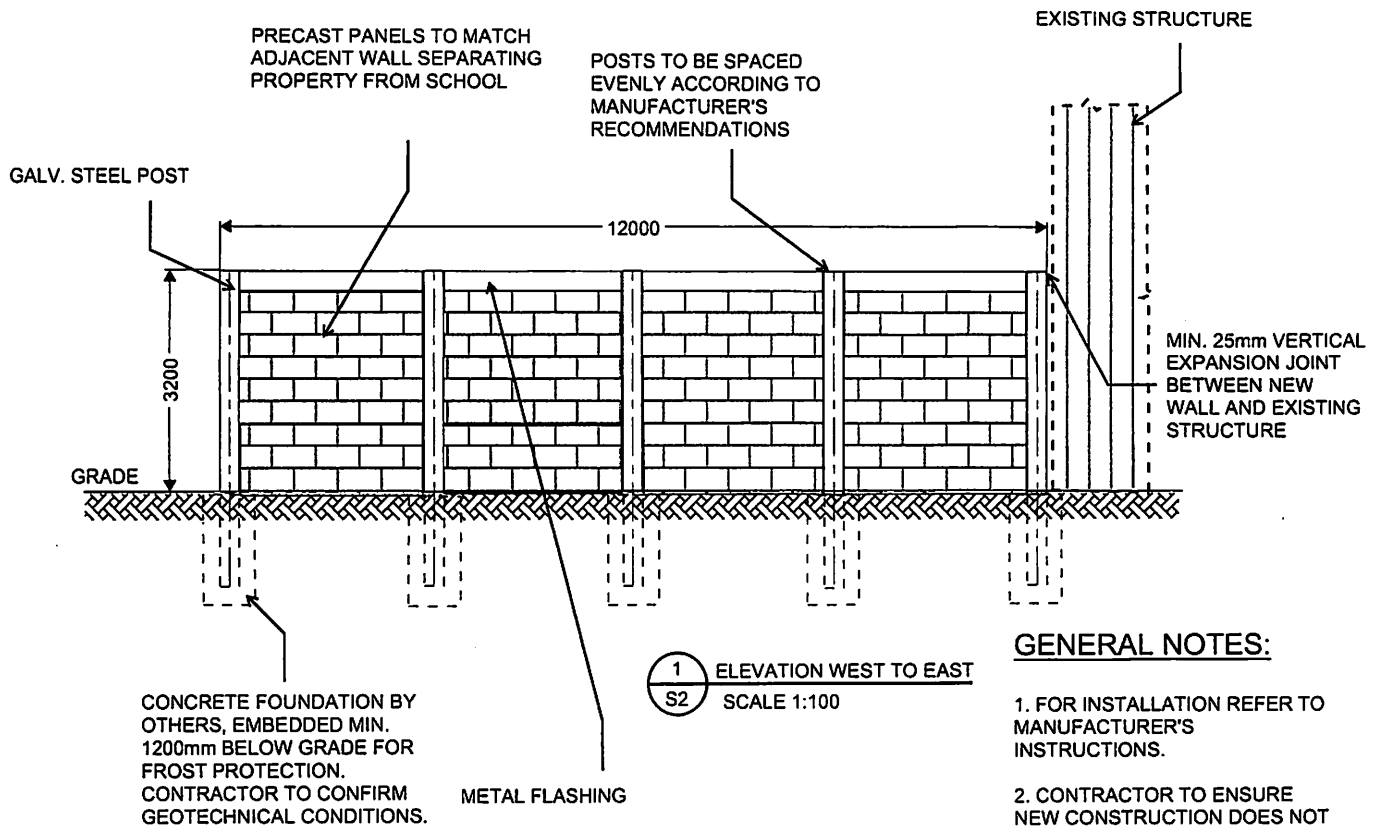 EXISTING STRUCTURE
PRECAST PANELS TO MATCH
ADJACENT WALL SEPARATING
PROPERTY FROM SCHOOL
POSTS TO BE SPACED
EVENLY ACCORDING TO
MANUFACTURER'S
RECOMMENDATIONS
GALV. STEEL POST
12000
3200
MIN. 25mm VERTICAL
EXPANSION JOINT
BETWEEN NEW
WALL AND EXISTING
STRUCTURE
GRADE
1
S2
ELEVATION WEST TO EAST
SCALE 1:100
CONCRETE FOUNDATION BY
OTHERS, EMBEDDED MIN.
1200mm BELOW GRADE FOR
FROST PROTECTION.
CONTRACTOR TO CONFIRM
GEOTECHNICAL CONDITIONS.
METAL FLASHING
GENERAL NOTES:
1. FOR INSTALLATION REFER TO
MANUFACTURER'S
INSTRUCTIONS.
2. CONTRACTOR TO ENSURE
NEW CONSTRUCTION DOES NOT